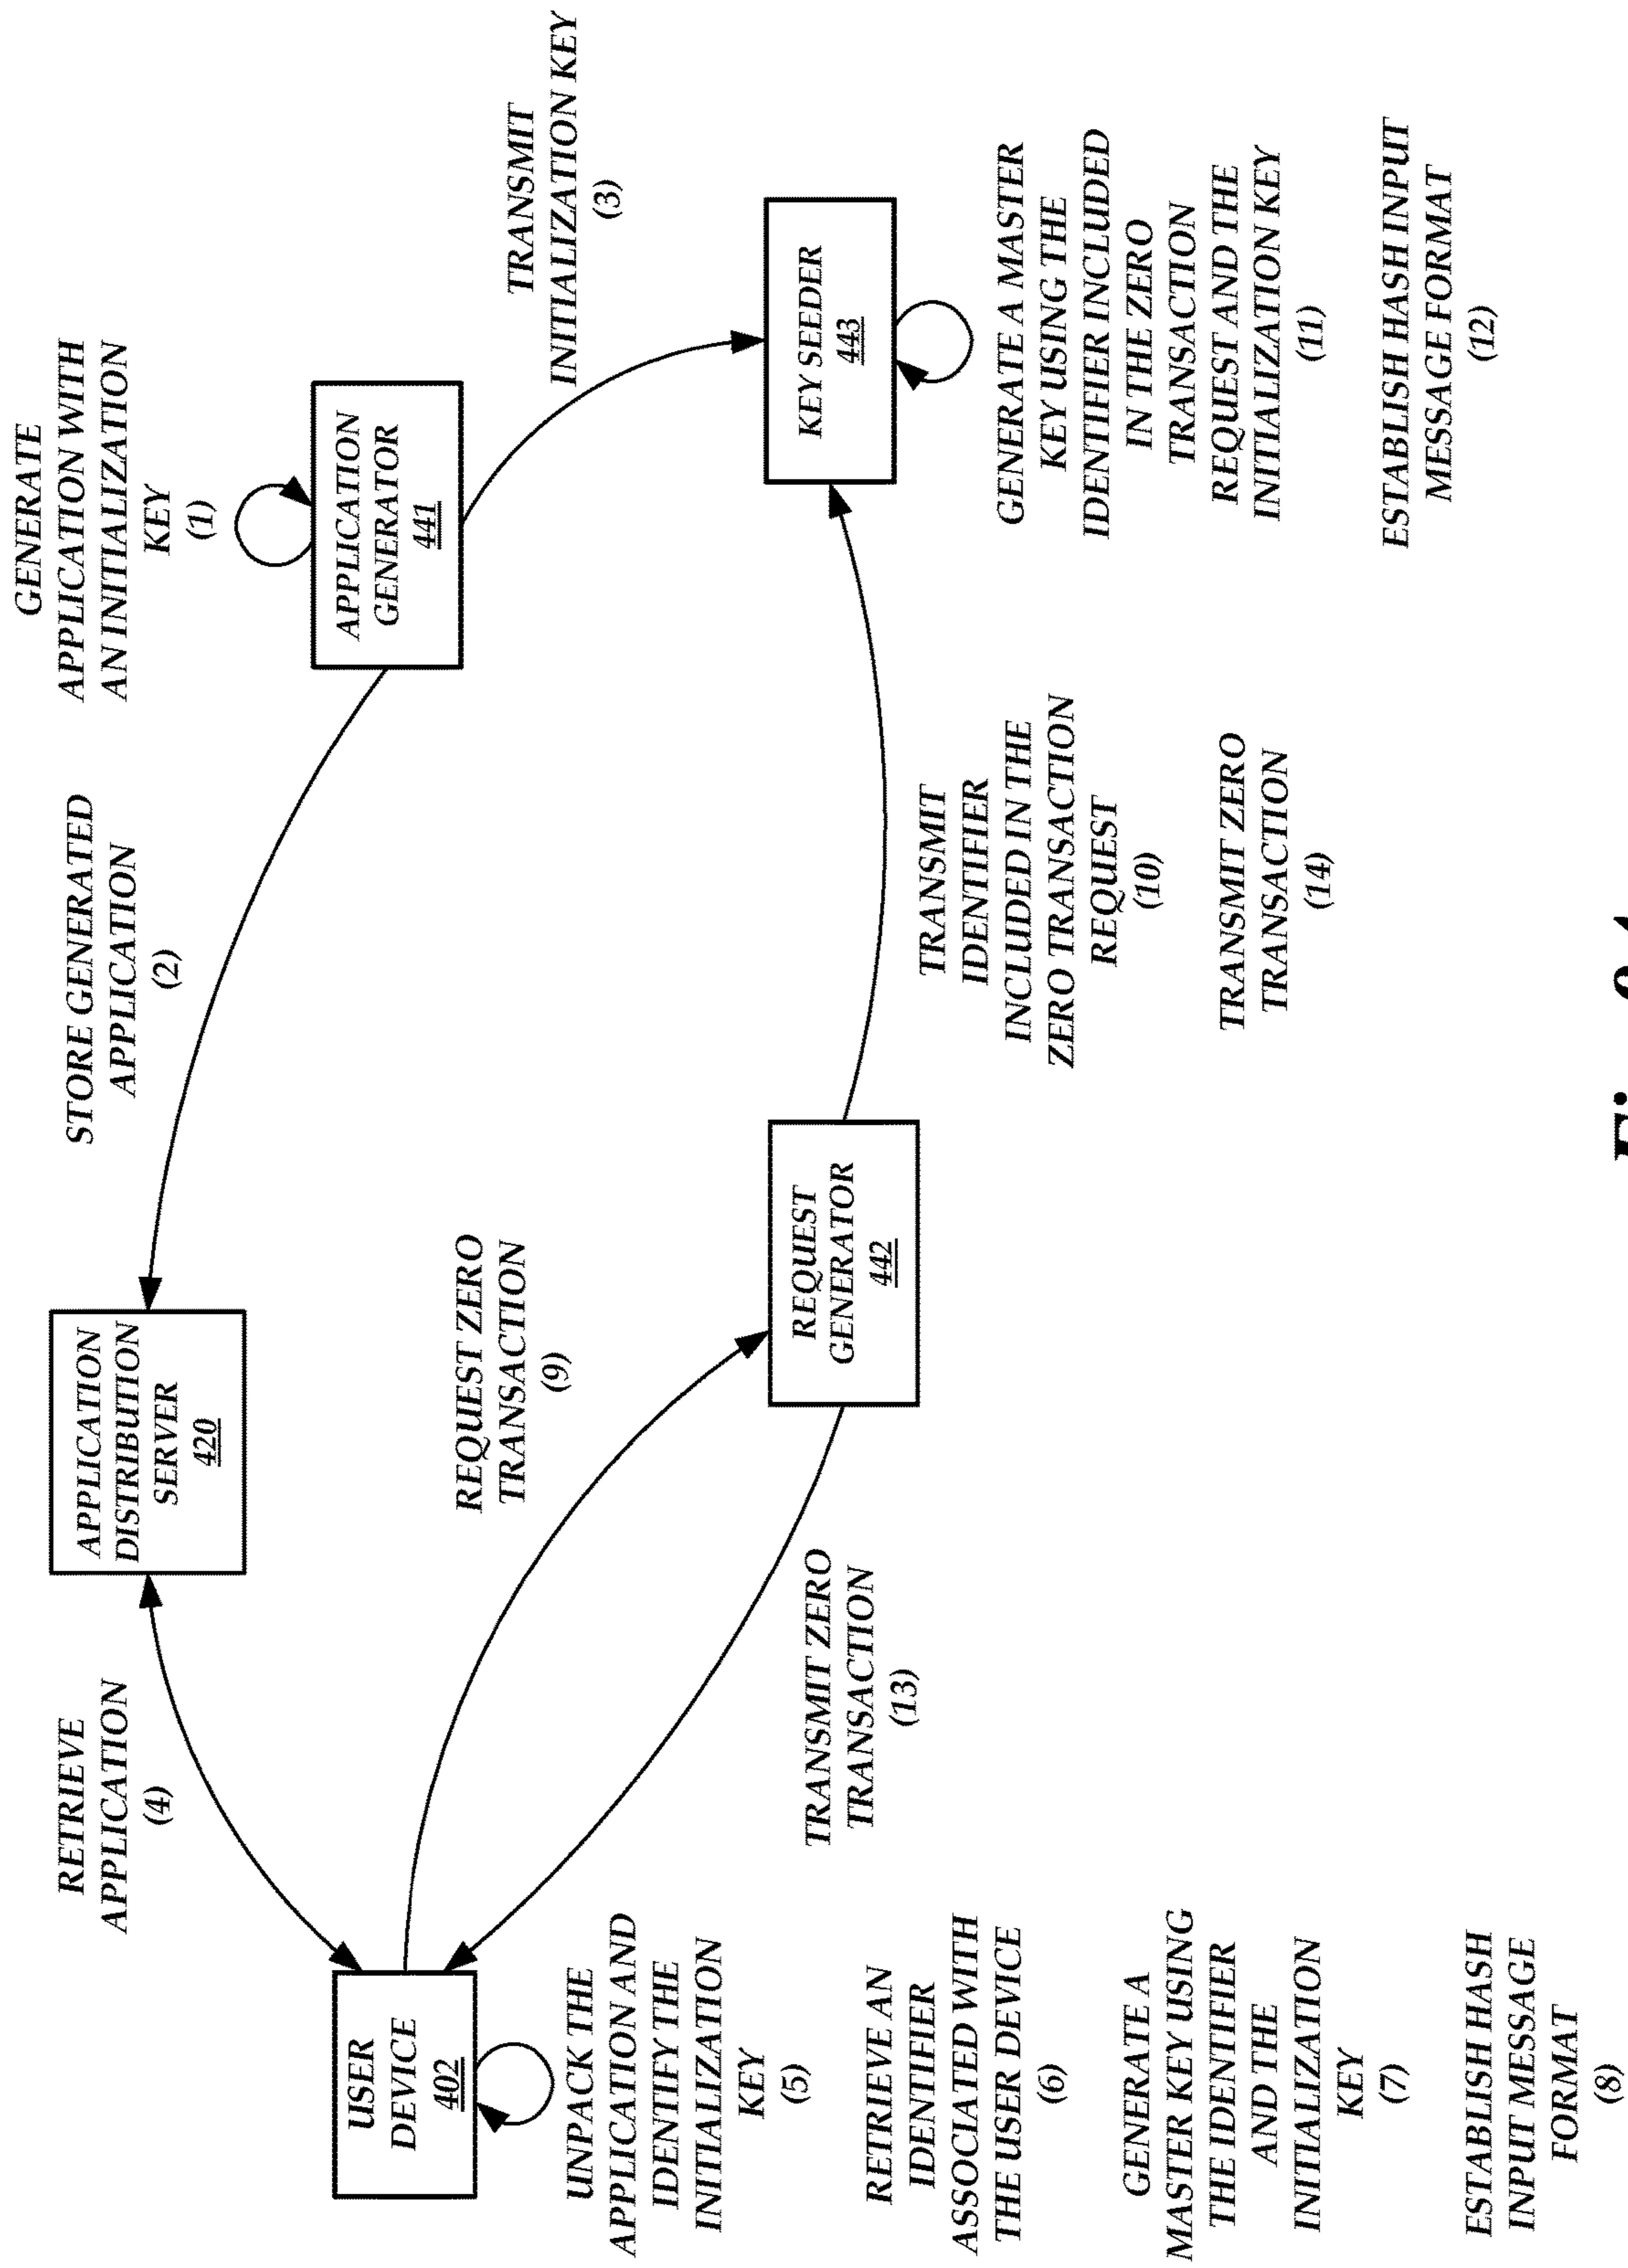 GENERATE
APPLICATION WITH
AN INITIALIZATION
KEY
(1)
APPLICATION
GENERATOR
441
STORE GENERATED
APPLICATION
(2)
TRANSMIT
INITIALIZATION KEY
(3)
APPLICATION
DISTRIBUTION
SERVER
420
RETRIEVE
APPLICATION
(4)
USER
DEVICE
402
UNPACK THE
APPLICATION AND
IDENTIFY THE
INITIALIZATION
KEY
(5)
RETRIEVE AN
IDENTIFIER
ASSOCIATED WITH
THE USER DEVICE
(6)
GENERATE A
MASTER KEY USING
THE IDENTIFIER
AND THE
INITIALIZATION
KEY
(7)
ESTABLISH HASH
INPUT MESSAGE
FORMAT
(8)
REQUEST ZERO
TRANSACTION
(9)
REQUEST
GENERATOR
442
TRANSMIT
IDENTIFIER
INCLUDED IN THE
ZERO TRANSACTION
REQUEST
(10)
KEY SEEDER
443
GENERATE A MASTER
KEY USING THE
IDENTIFIER INCLUDED
IN THE ZERO
TRANSACTION
REQUEST AND THE
INITIALIZATION KEY
(11)
ESTABLISH HASH INPUT
MESSAGE FORMAT
(12)
TRANSMIT ZERO
TRANSACTION
(13)
TRANSMIT ZERO
TRANSACTION
(14)